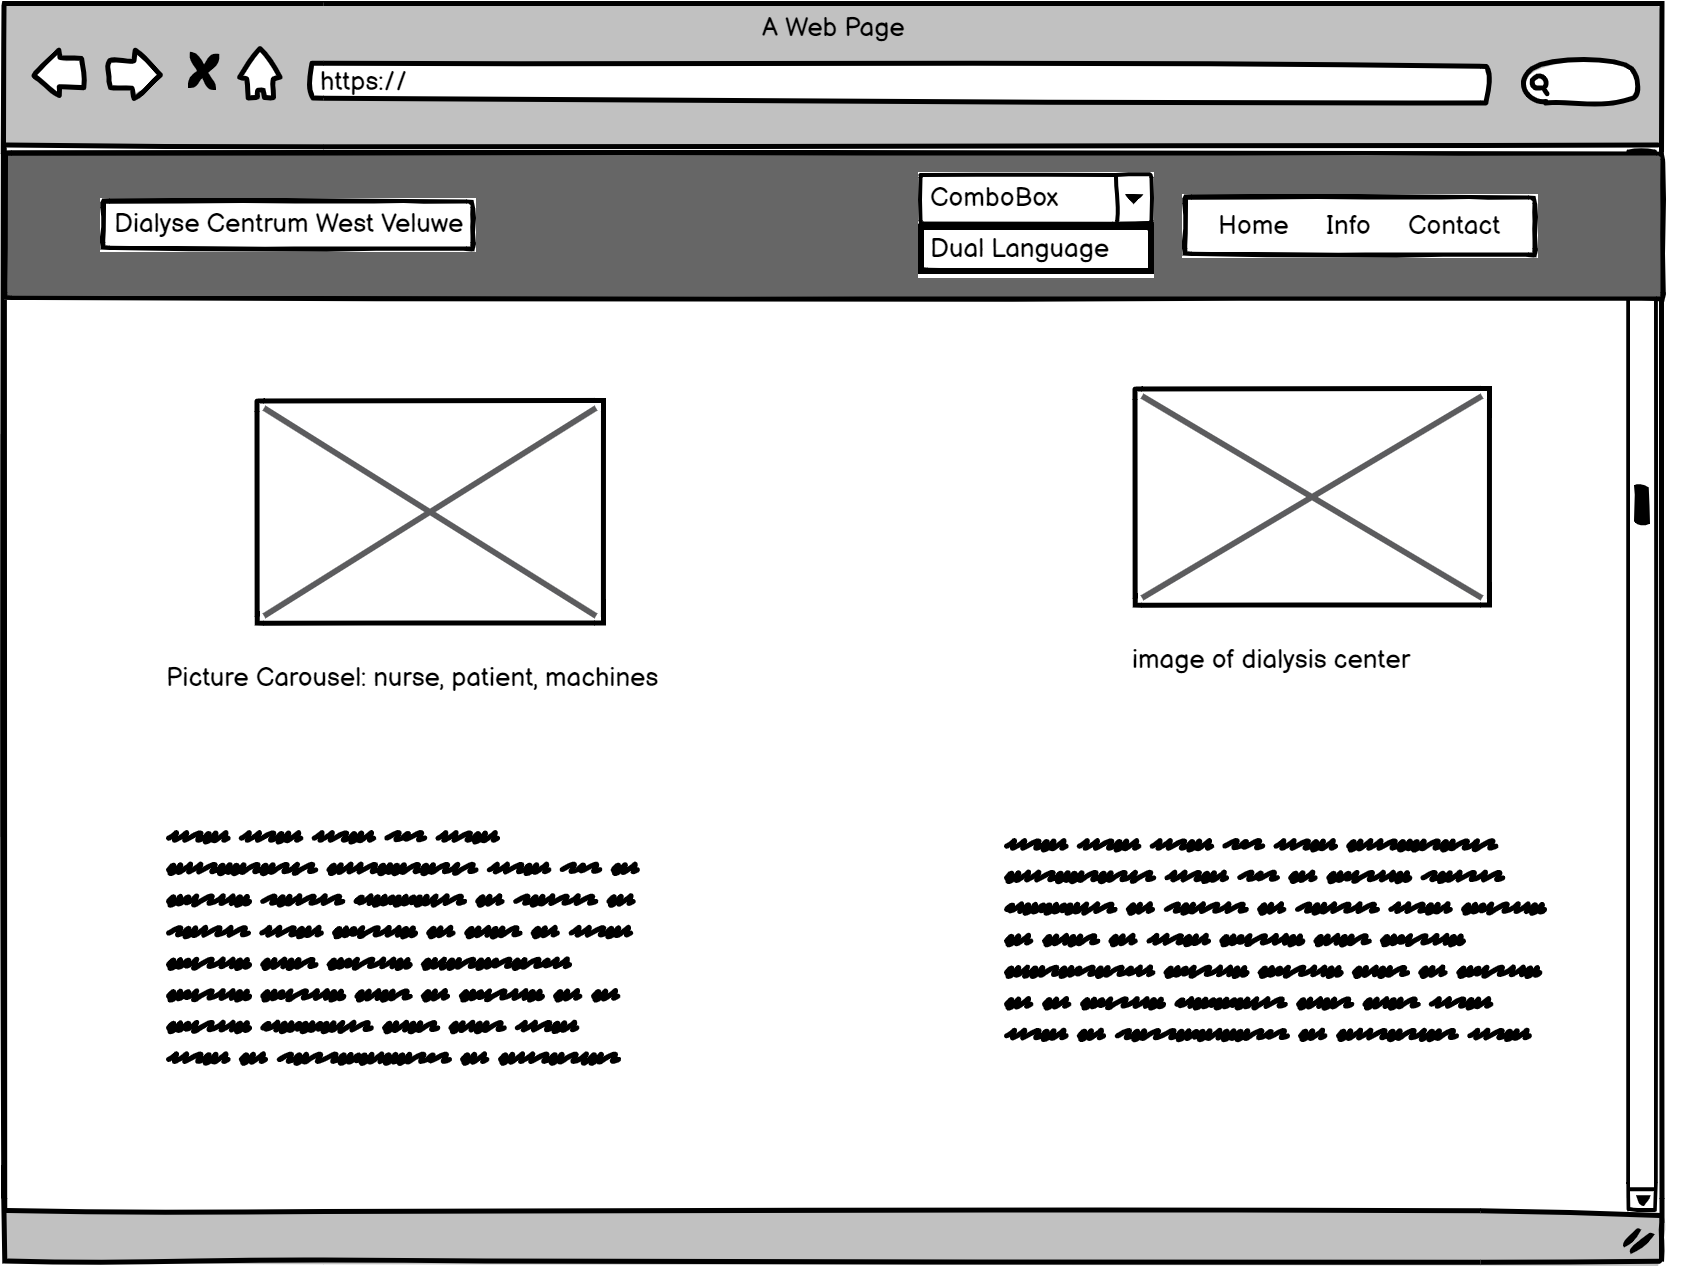 A Web Page
https://
Dialyse Centrum West Veluwe
ComboBox
Dual Language
Home Info Contact
Picture Carousel: nurse, patient, machines
image of dialysis center